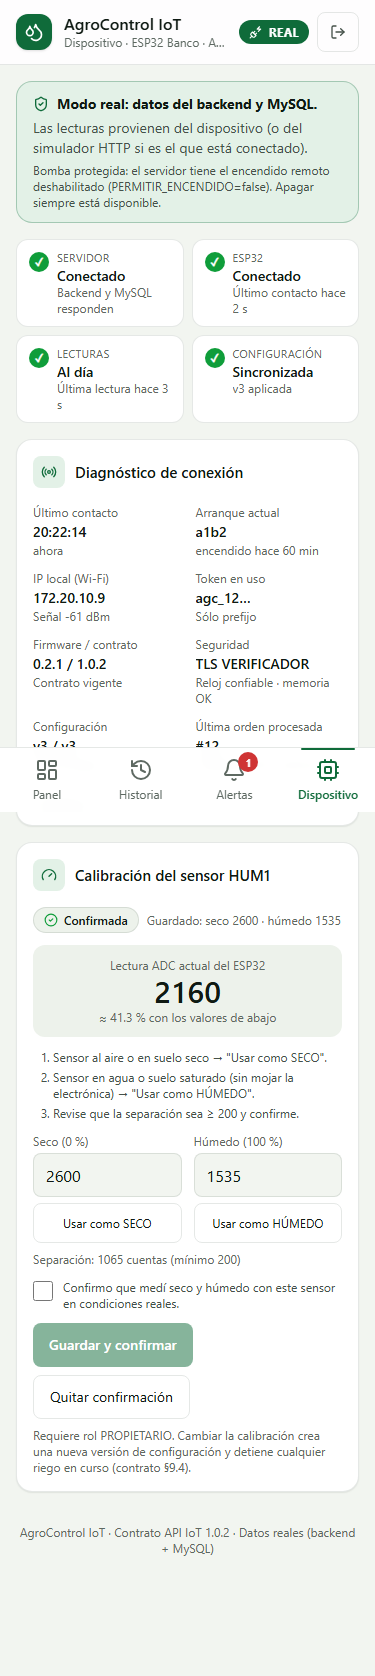 AgroControl IoT
Dispositivo · ESP32 Banco · A...
REAL
Modo real: datos del backend y MySQL.
Las lecturas provienen del dispositivo (o del
simulador HTTP si es el que está conectado).
Bomba protegida: el servidor tiene el encendido remoto
deshabilitado (PERMITIR_ENCENDIDO=false). Apagar
siempre está disponible.
SERVIDOR
Conectado
Backend y MySQL
responden
ESP32
Conectado
Último contacto hace
2 s
LECTURAS
Al día
Última lectura hace 3
s
CONFIGURACIÓN
Sincronizada
v3 aplicada
Diagnóstico de conexión
Último contacto
20:22:14
ahora
Arranque actual
a1b2
encendido hace 60 min
IP local (Wi-Fi)
172.20.10.9
Señal -61 dBm
Token en uso
agc_12...
Sólo prefijo
Firmware / contrato
0.2.1 / 1.0.2
Contrato vigente
Seguridad
TLS VERIFICADOR
Reloj confiable · memoria
OK
Configuración
v3 / v3
Última orden procesada
#12
Panel
Historial
1
Alertas
Dispositivo
Calibración del sensor HUM1
Confirmada
Guardado: seco 2600 · húmedo 1535
Lectura ADC actual del ESP32
2160
≈ 41.3 % con los valores de abajo
1. Sensor al aire o en suelo seco → "Usar como SECO".
2. Sensor en agua o suelo saturado (sin mojar la
electrónica) → "Usar como HÚMEDO".
3. Revise que la separación sea ≥ 200 y confirme.
Seco (0 %)
2600
Usar como SECO
Húmedo (100 %)
1535
Usar como HÚMEDO
Separación: 1065 cuentas (mínimo 200)
Confirmo que medí seco y húmedo con este sensor
en condiciones reales.
Guardar y confirmar
Quitar confirmación
Requiere rol PROPIETARIO. Cambiar la calibración crea
una nueva versión de configuración y detiene cualquier
riego en curso (contrato §9.4).
AgroControl IoT · Contrato API IoT 1.0.2 · Datos reales (backend
+ MySQL)